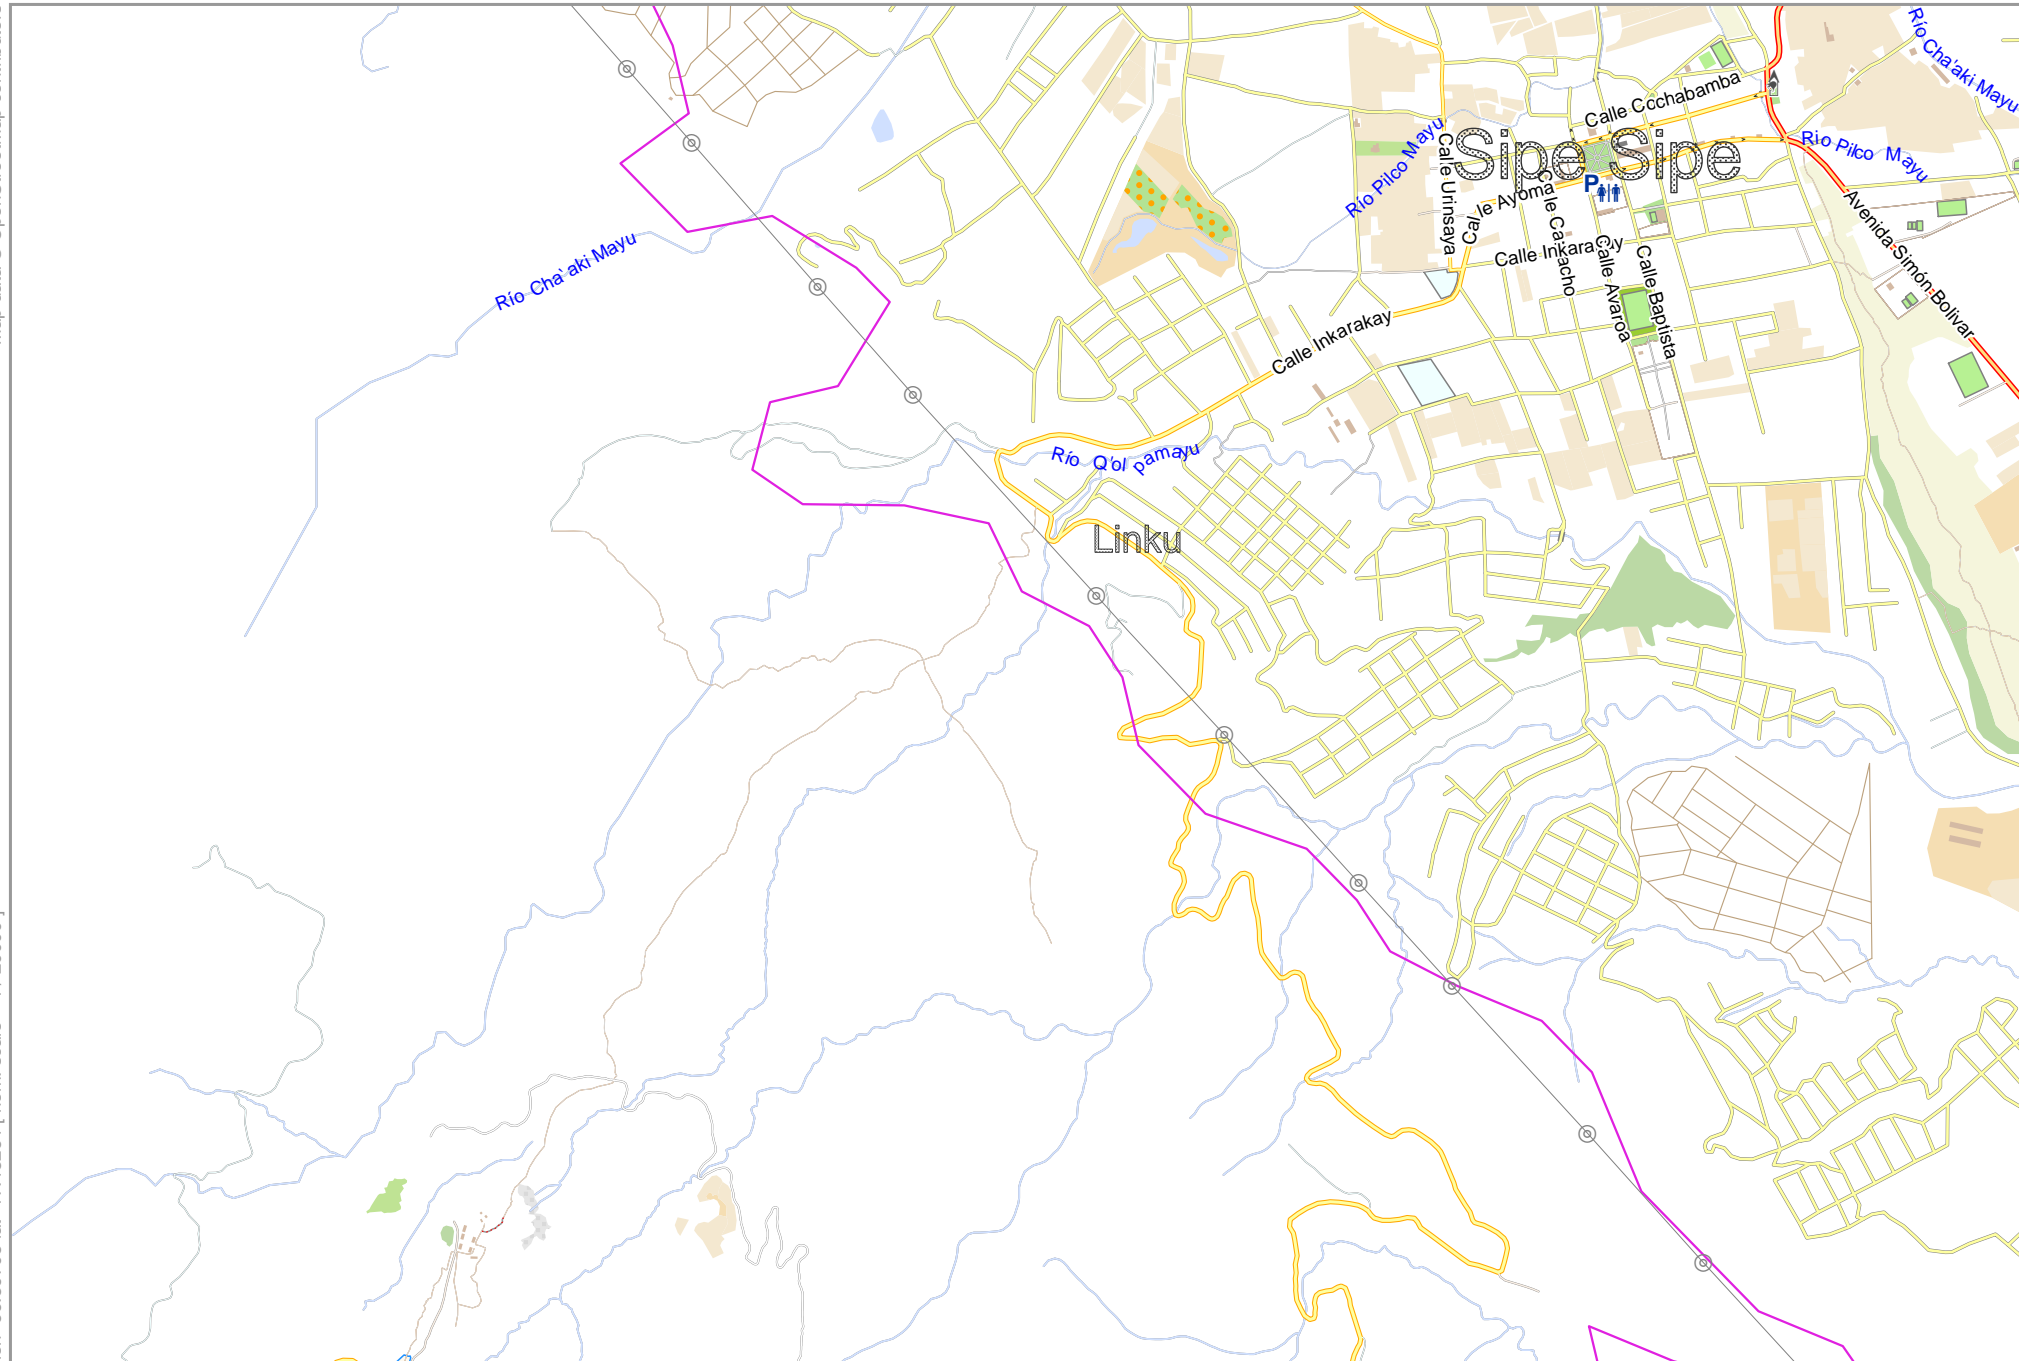 Río Cha'aki Mayu
Calle Cochabamba
Río Pilco Mayu
Sipe Sipe
Río Pilco Mayu
Calle Urinsaya
P
Calle Ayoma
Calle Camacho
Avenida Simón Bolívar
Calle Inkarakay
Calle Avaroa
Calle Baptista
Río Cha'aki Mayu
Calle Inkarakay
Río Q'ol pamayu
Linku